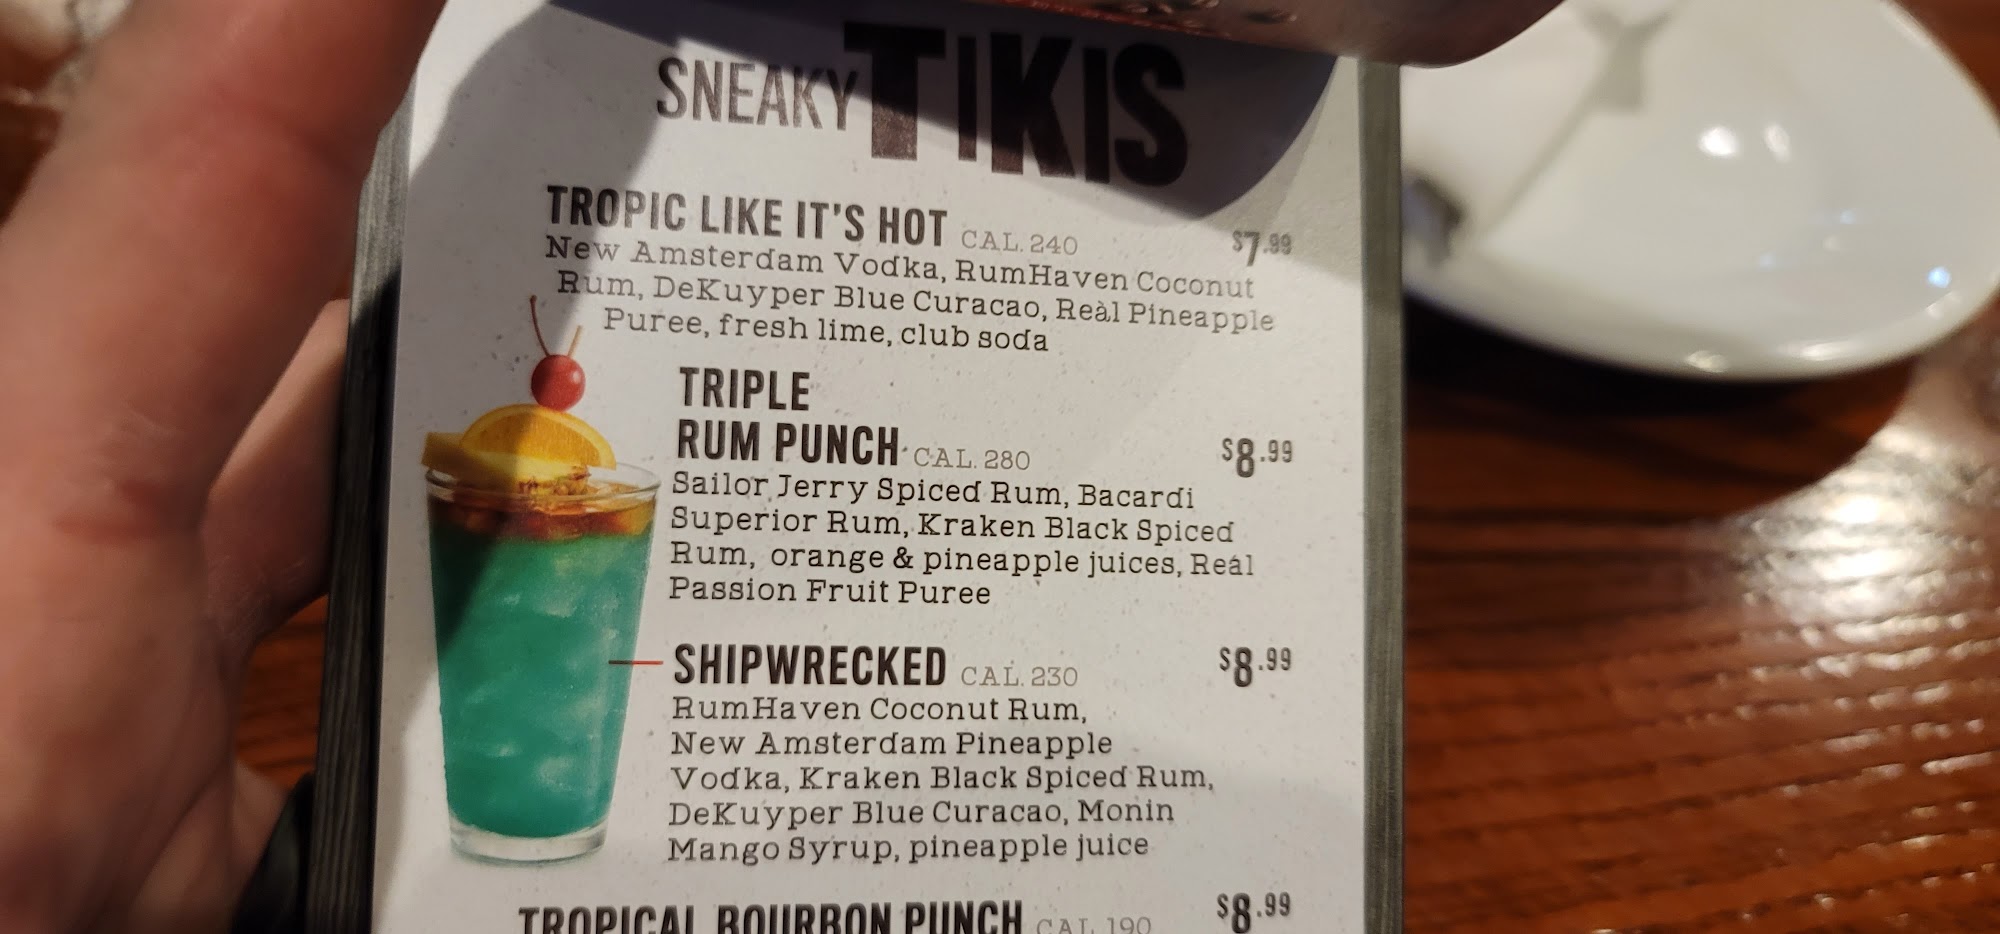 SNEAKY TIKIS
TROPIC LIKE IT'S HOT CAL. 240 $7.99
New Amsterdam Vodka, RumHaven Coconut
Rum, DeKuyper Blue Curacao, Reàl Pineapple
Puree, fresh lime, club soda
TRIPLE
RUM PUNCH CAL. 280 $8.99
Sailor Jerry Spiced Rum, Bacardi
Superior Rum, Kraken Black Spiced
Rum, orange & pineapple juices, Reál
Passion Fruit Puree
SHIPWRECKED CAL. 230 $8.99
RumHaven Coconut Rum,
New Amsterdam Pineapple
Vodka, Kraken Black Spiced Rum,
DeKuyper Blue Curacao, Monin
Mango Syrup, pineapple juice
TROPICAL BOURBON PUNCH CAL. 190 $8.99